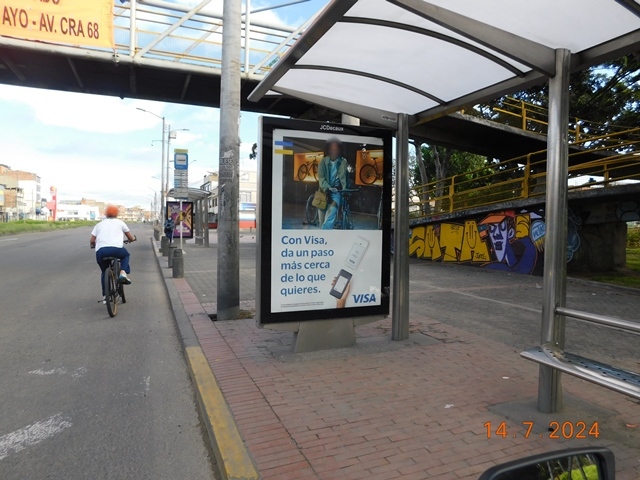 AYO - AV. CRA 68
JCDecaux
Con Visa,
da un paso
más cerca
de lo que
quieres.
VISA
14 7 2024